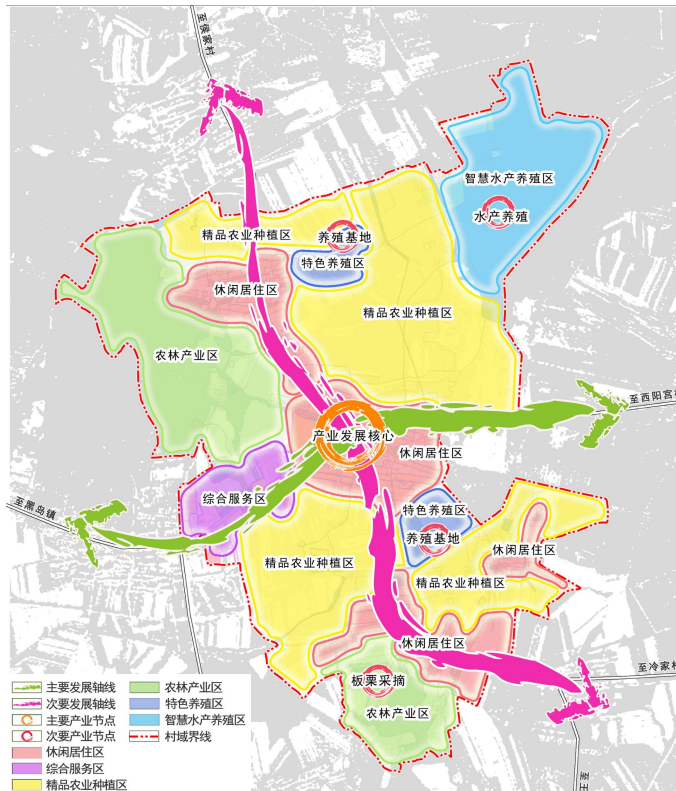 至侯家村
智慧水产养殖区
水产养殖
精品农业种植区
养殖基地
特色养殖区
休闲居住区
精品农业种植区
农林产业区
至西阳宫村
产业发展核心
休闲居住区
综合服务区
至黑岛镇
特色养殖区
养殖基地
休闲居住区
精品农业种植区
精品农业种植区
休闲居住区
至冷家村
板栗采摘
农林产业区
至王
主要发展轴线
次要发展轴线
主要产业节点
次要产业节点
休闲居住区
综合服务区
精品农业种植区
农林产业区
特色养殖区
智慧水产养殖区
村域界线